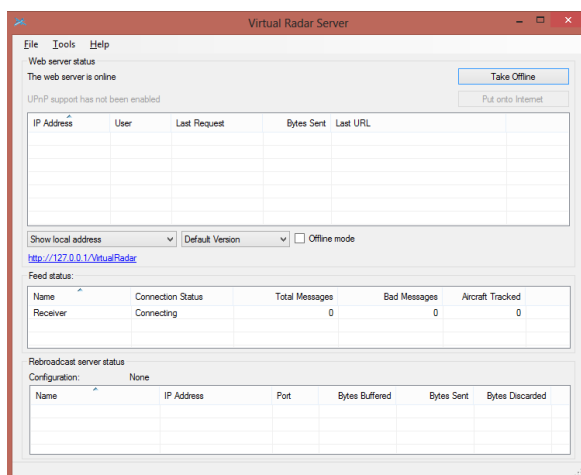 Virtual Radar Server
File Tools Help
Web server status
The web server is online
Take Offline
UPnP support has not been enabled
Put onto Internet
IP Address User Last Request Bytes Sent Last URL
Show local address Default Version Offline mode
http://127.0.0.1/VirtualRadar
Feed status:
Name Connection Status Total Messages Bad Messages Aircraft Tracked
Receiver Connecting 0 0 0
Rebroadcast server status
Configuration: None
Name IP Address Port Bytes Buffered Bytes Sent Bytes Discarded